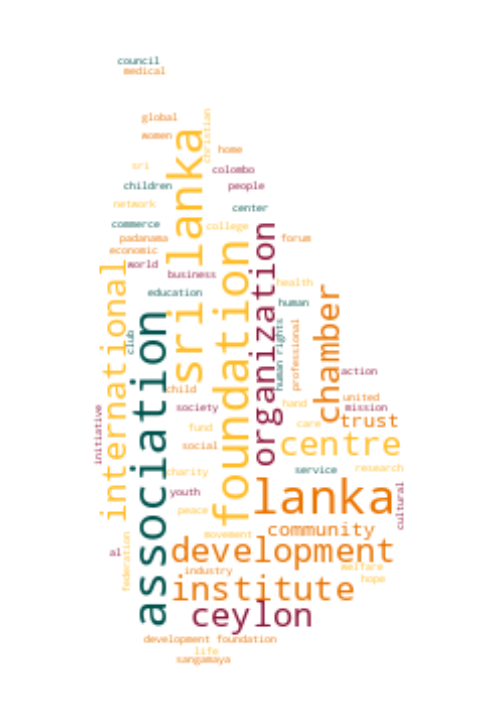 council
medical
global
christian
women
sri lanka
home
sri
colombo
children
people
network
center
commerce
college
organization
padanama
forum
foundation
economic
international
world
business
health
education
chamber
human
association
club
human rights
professional
action
child
united
initiative
society
hand
mission
trust
fund
care
social
centre
charity
service
research
lanka
youth
cultural
peace
community
movement
federation
al
development
welfare
industry
hope
institute
ceylon
development foundation
life
sangamaya